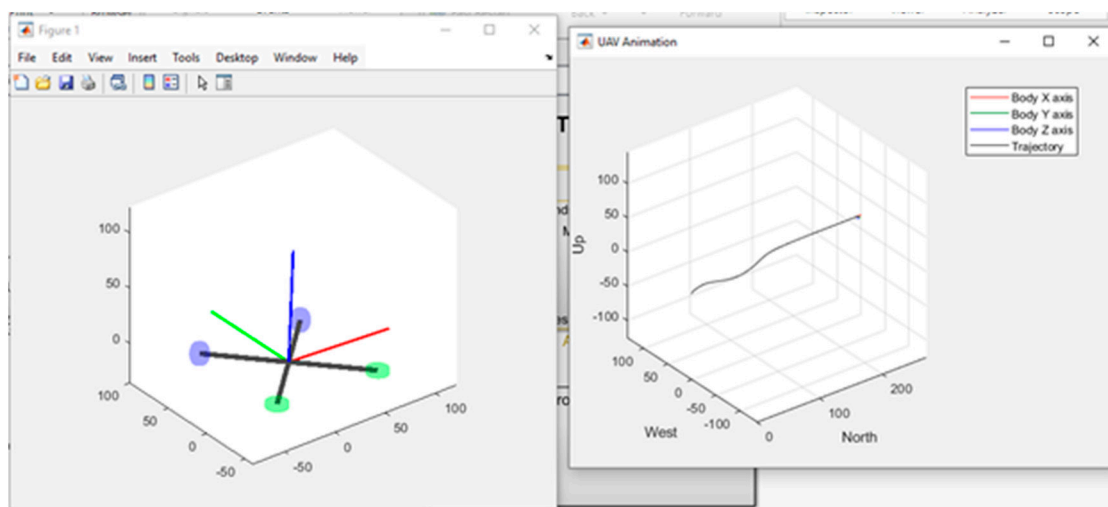 Figure 1
File Edit View Insert Tools Desktop Window Help
100
50
0
100
50
0
-50
-50
0
50
100
Back
Forward
T
UAV Animation
Body X axis
Body Y axis
Body Z axis
Trajectory
Up
100
50
0
-50
-100
100
50
0
-50
-100
West
0
100
200
North